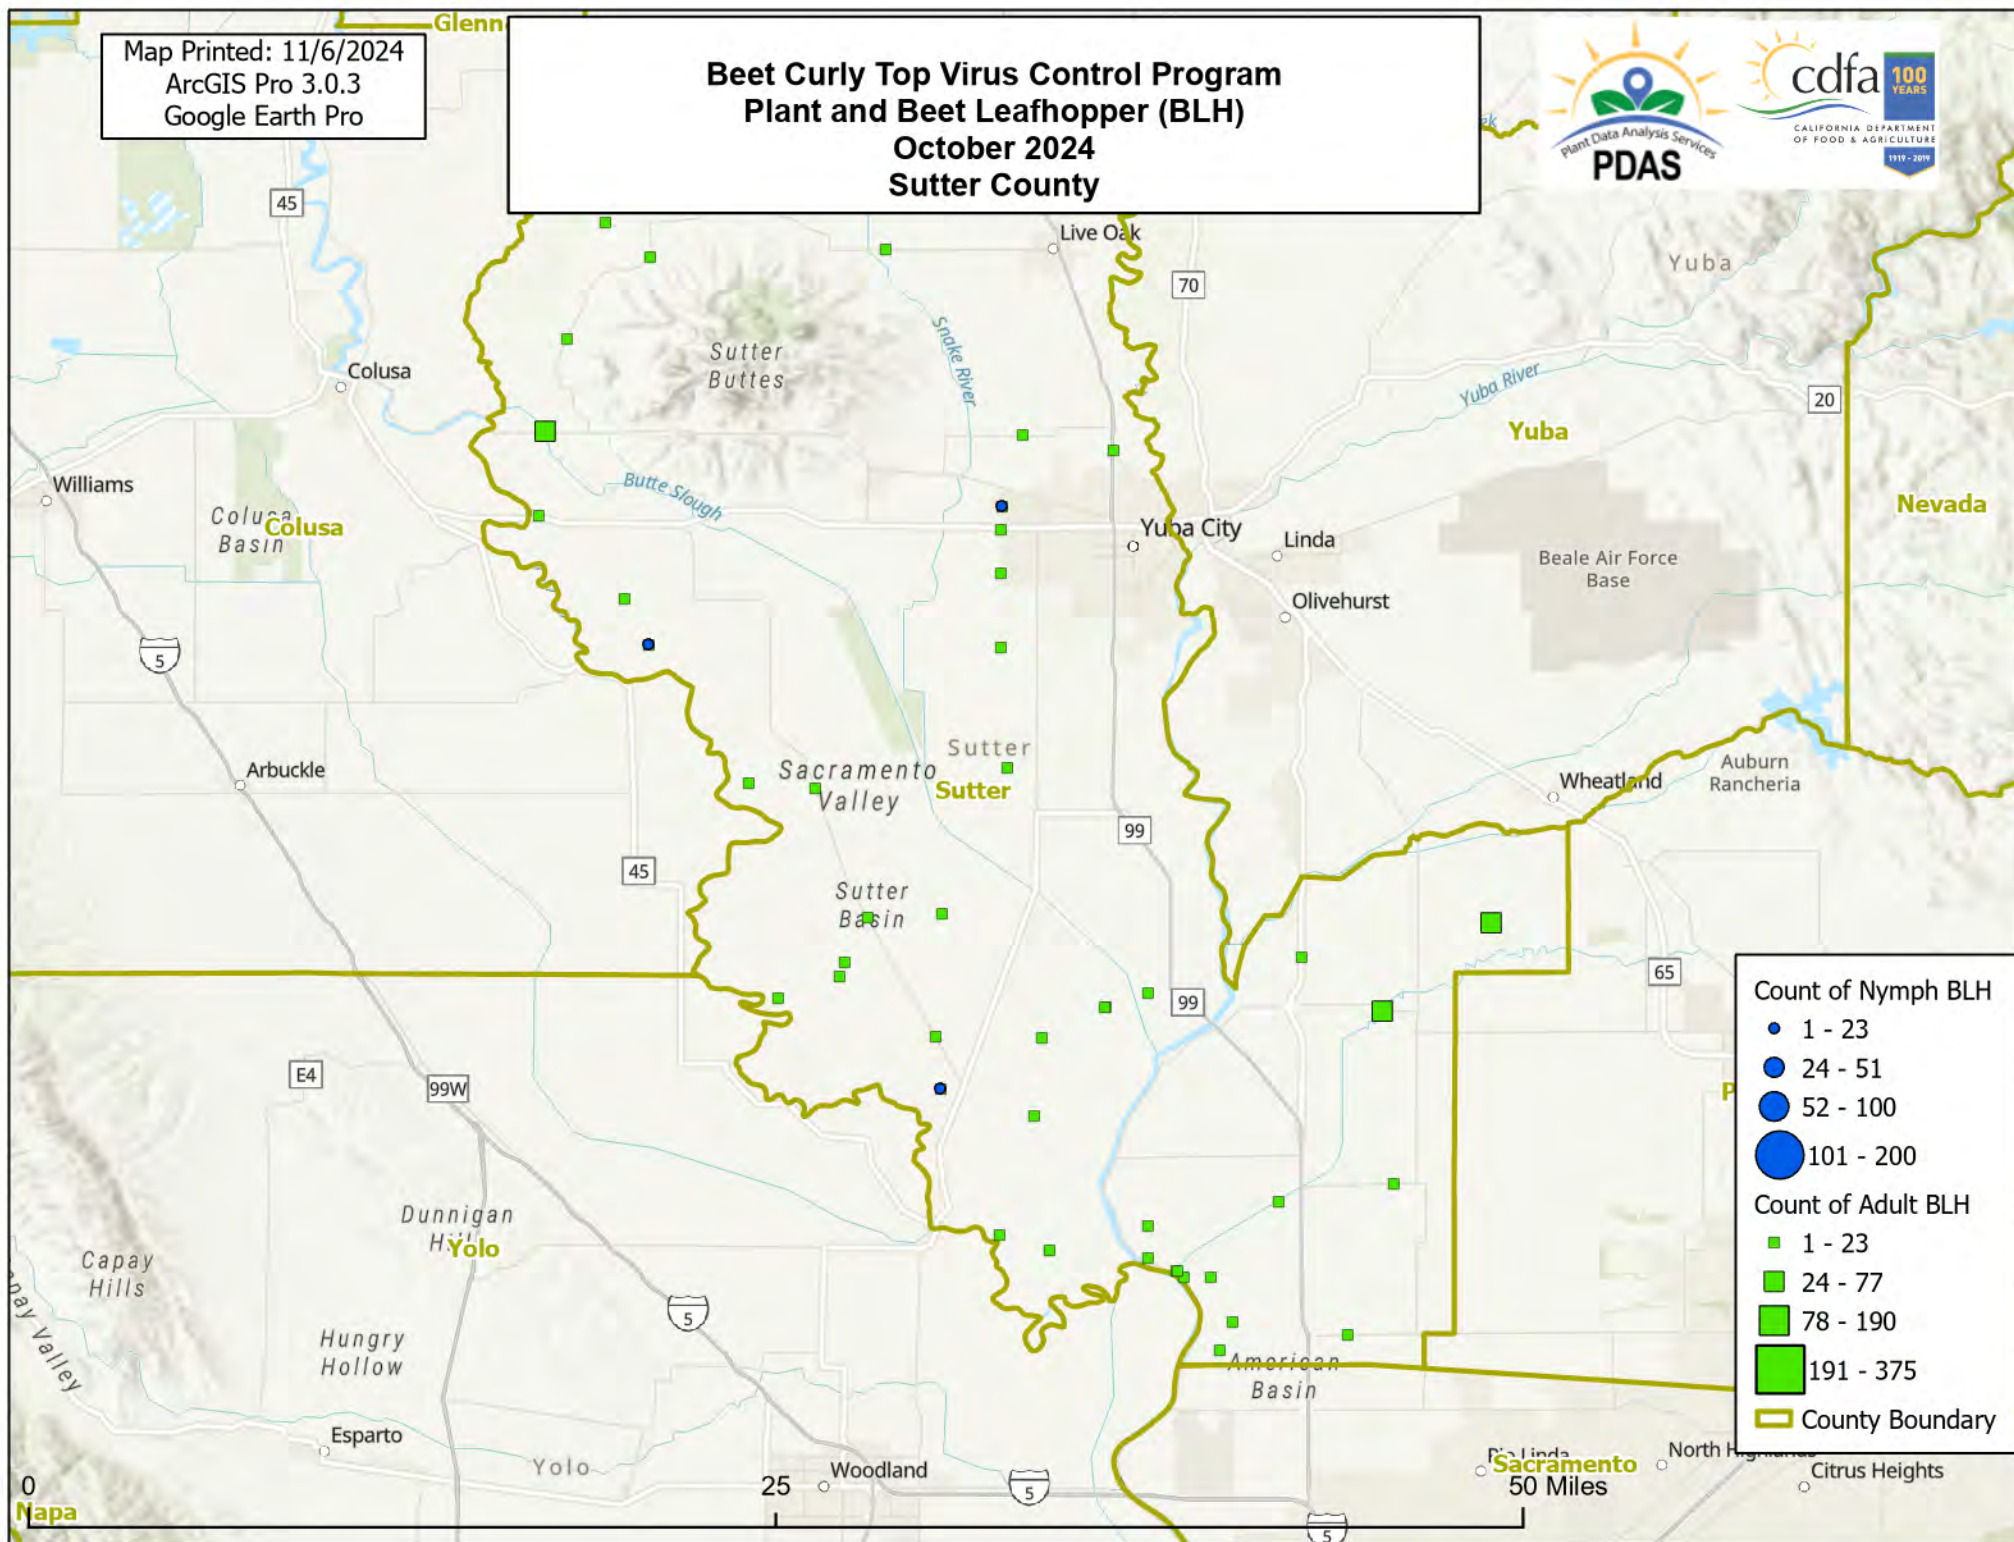 Glenn
Map Printed: 11/6/2024
ArcGIS Pro 3.0.3
Google Earth Pro
Beet Curly Top Virus Control Program
Plant and Beet Leafhopper (BLH)
October 2024
Sutter County
Plant Data Analysis Services
PDAS
cdfa
100
YEARS
CALIFORNIA DEPARTMENT
OF FOOD & AGRICULTURE
1919 - 2019
45
Live Oak
70
Yuba
Snake River
Sutter
Buttes
Colusa
Yuba River
20
Yuba
Williams
Butte Slough
Colusa
Basin
Colusa
Nevada
Yuba City
Linda
Beale Air Force
Base
Olivehurst
5
Sutter
Arbuckle
Sacramento
Valley
Sutter
Auburn
Rancheria
Wheatland
99
45
Sutter
Basin
65
99
E4
99W
Count of Nymph BLH
1 - 23
24 - 51
52 - 100
101 - 200
Count of Adult BLH
1 - 23
24 - 77
78 - 190
191 - 375
County Boundary
Dunnigan
Yolo
Capay
Hills
5
Hungry
Hollow
American
Basin
Esparto
Yolo
Woodland
5
Sacramento
Citrus Heights
0
25
50 Miles
Napa
5